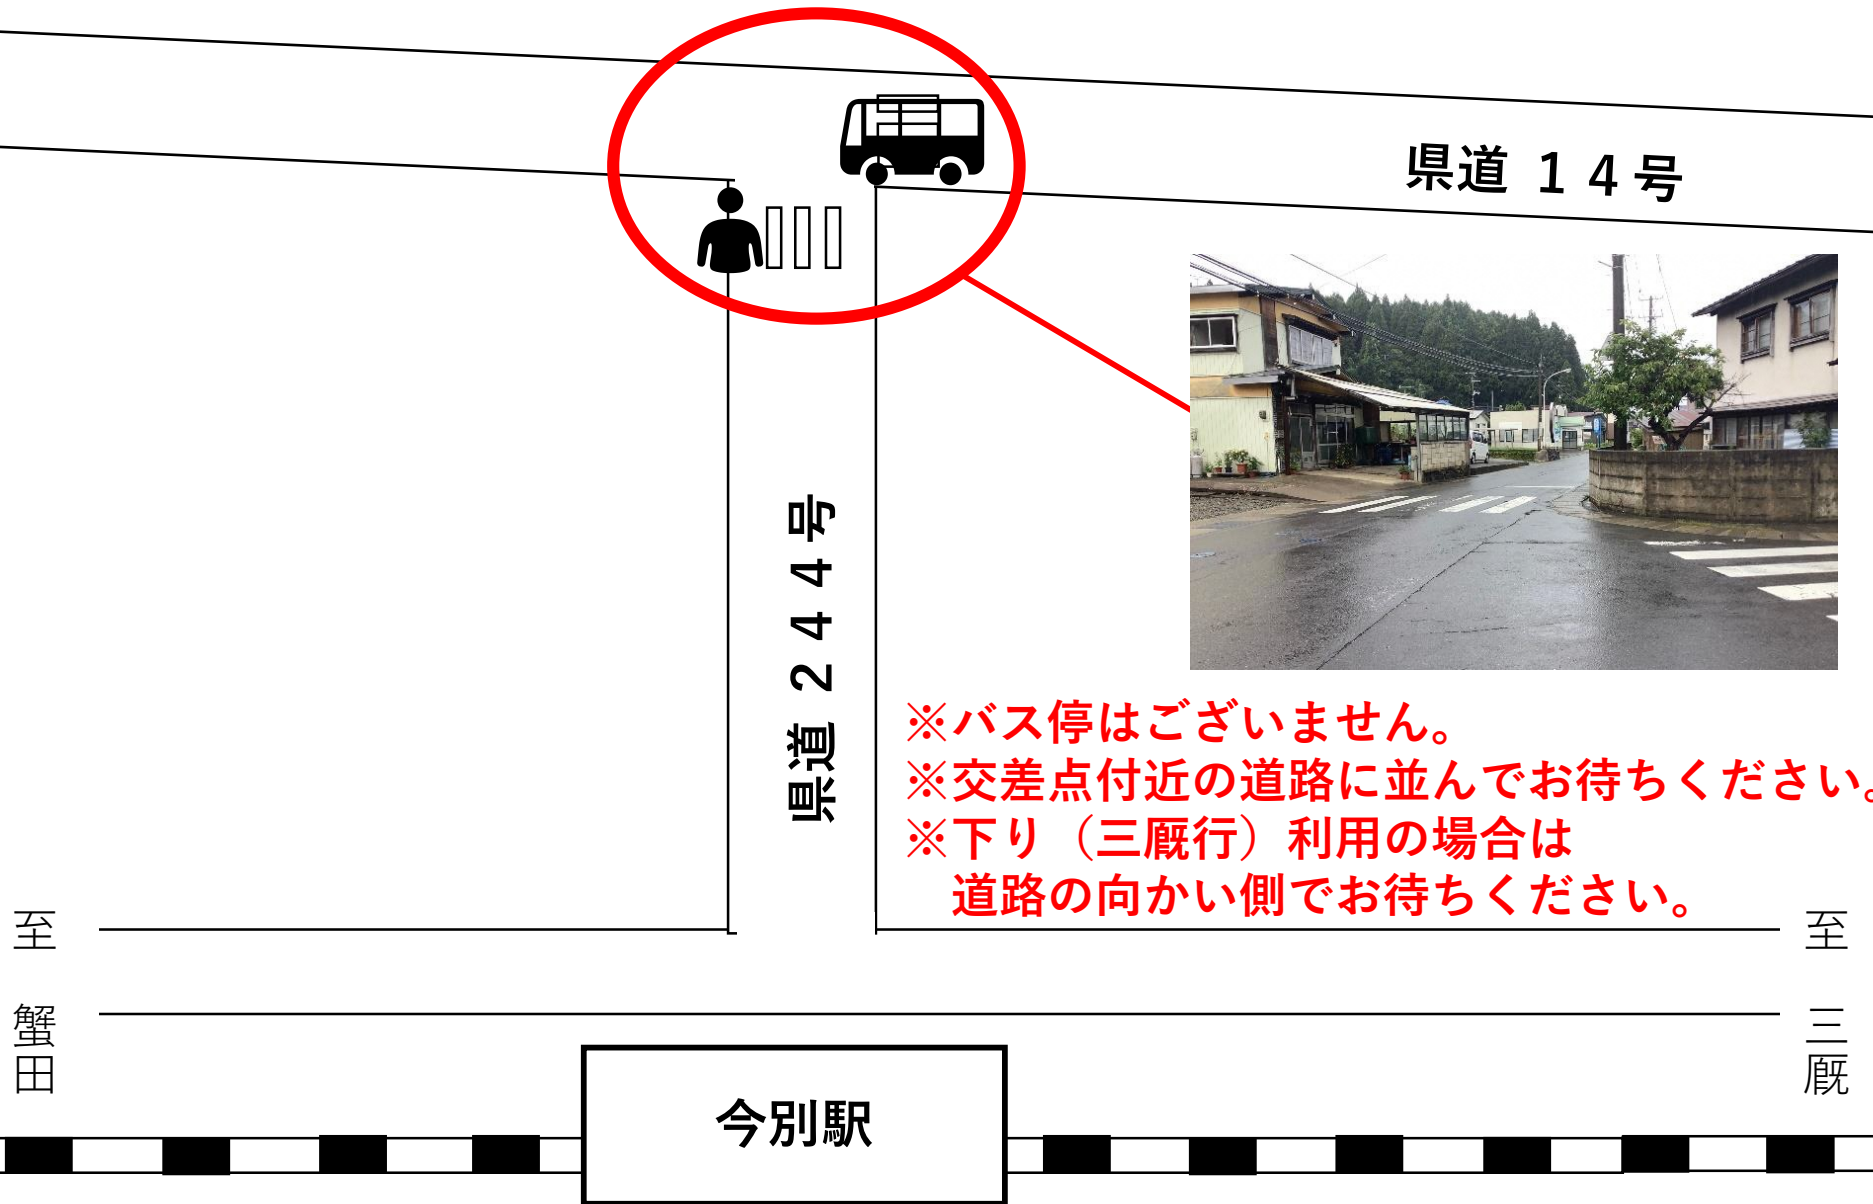 県道 １４号
県道 ２４４号
※バス停はございません。
※交差点付近の道路に並んでお待ちください。
※下り（三厩行）利用の場合は
道路の向かい側でお待ちください。
至 蟹田
至 三厩
今別駅